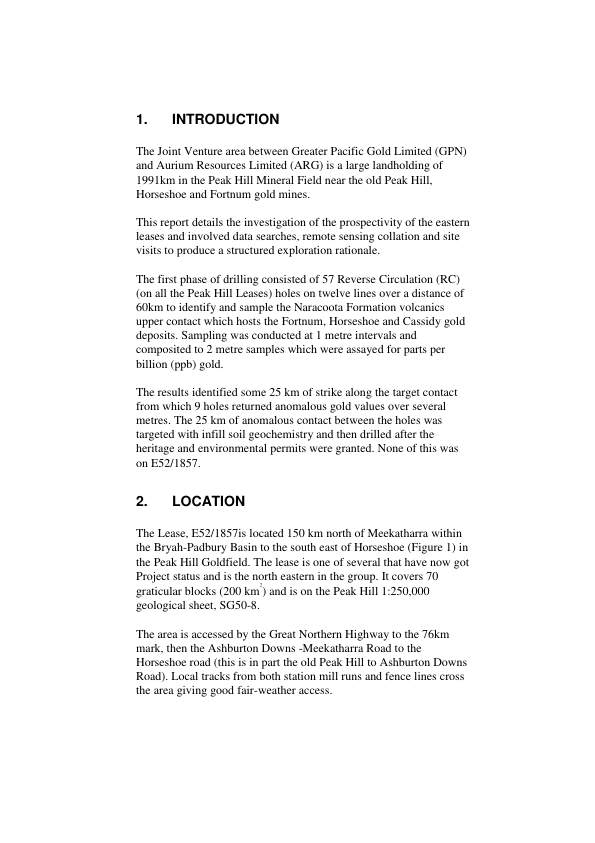 1. INTRODUCTION
The Joint Venture area between Greater Pacific Gold Limited (GPN)
and Aurium Resources Limited (ARG) is a large landholding of
1991km in the Peak Hill Mineral Field near the old Peak Hill,
Horseshoe and Fortnum gold mines.
This report details the investigation of the prospectivity of the eastern
leases and involved data searches, remote sensing collation and site
visits to produce a structured exploration rationale.
The first phase of drilling consisted of 57 Reverse Circulation (RC)
(on all the Peak Hill Leases) holes on twelve lines over a distance of
60km to identify and sample the Naracoota Formation volcanics
upper contact which hosts the Fortnum, Horseshoe and Cassidy gold
deposits. Sampling was conducted at 1 metre intervals and
composited to 2 metre samples which were assayed for parts per
billion (ppb) gold.
The results identified some 25 km of strike along the target contact
from which 9 holes returned anomalous gold values over several
metres. The 25 km of anomalous contact between the holes was
targeted with infill soil geochemistry and then drilled after the
heritage and environmental permits were granted. None of this was
on E52/1857.
2. LOCATION
The Lease, E52/1857is located 150 km north of Meekatharra within
the Bryah-Padbury Basin to the south east of Horseshoe (Figure 1) in
the Peak Hill Goldfield. The lease is one of several that have now got
Project status and is the north eastern in the group. It covers 70
graticular blocks (200 km²) and is on the Peak Hill 1:250,000
geological sheet, SG50-8.
The area is accessed by the Great Northern Highway to the 76km
mark, then the Ashburton Downs -Meekatharra Road to the
Horseshoe road (this is in part the old Peak Hill to Ashburton Downs
Road). Local tracks from both station mill runs and fence lines cross
the area giving good fair-weather access.